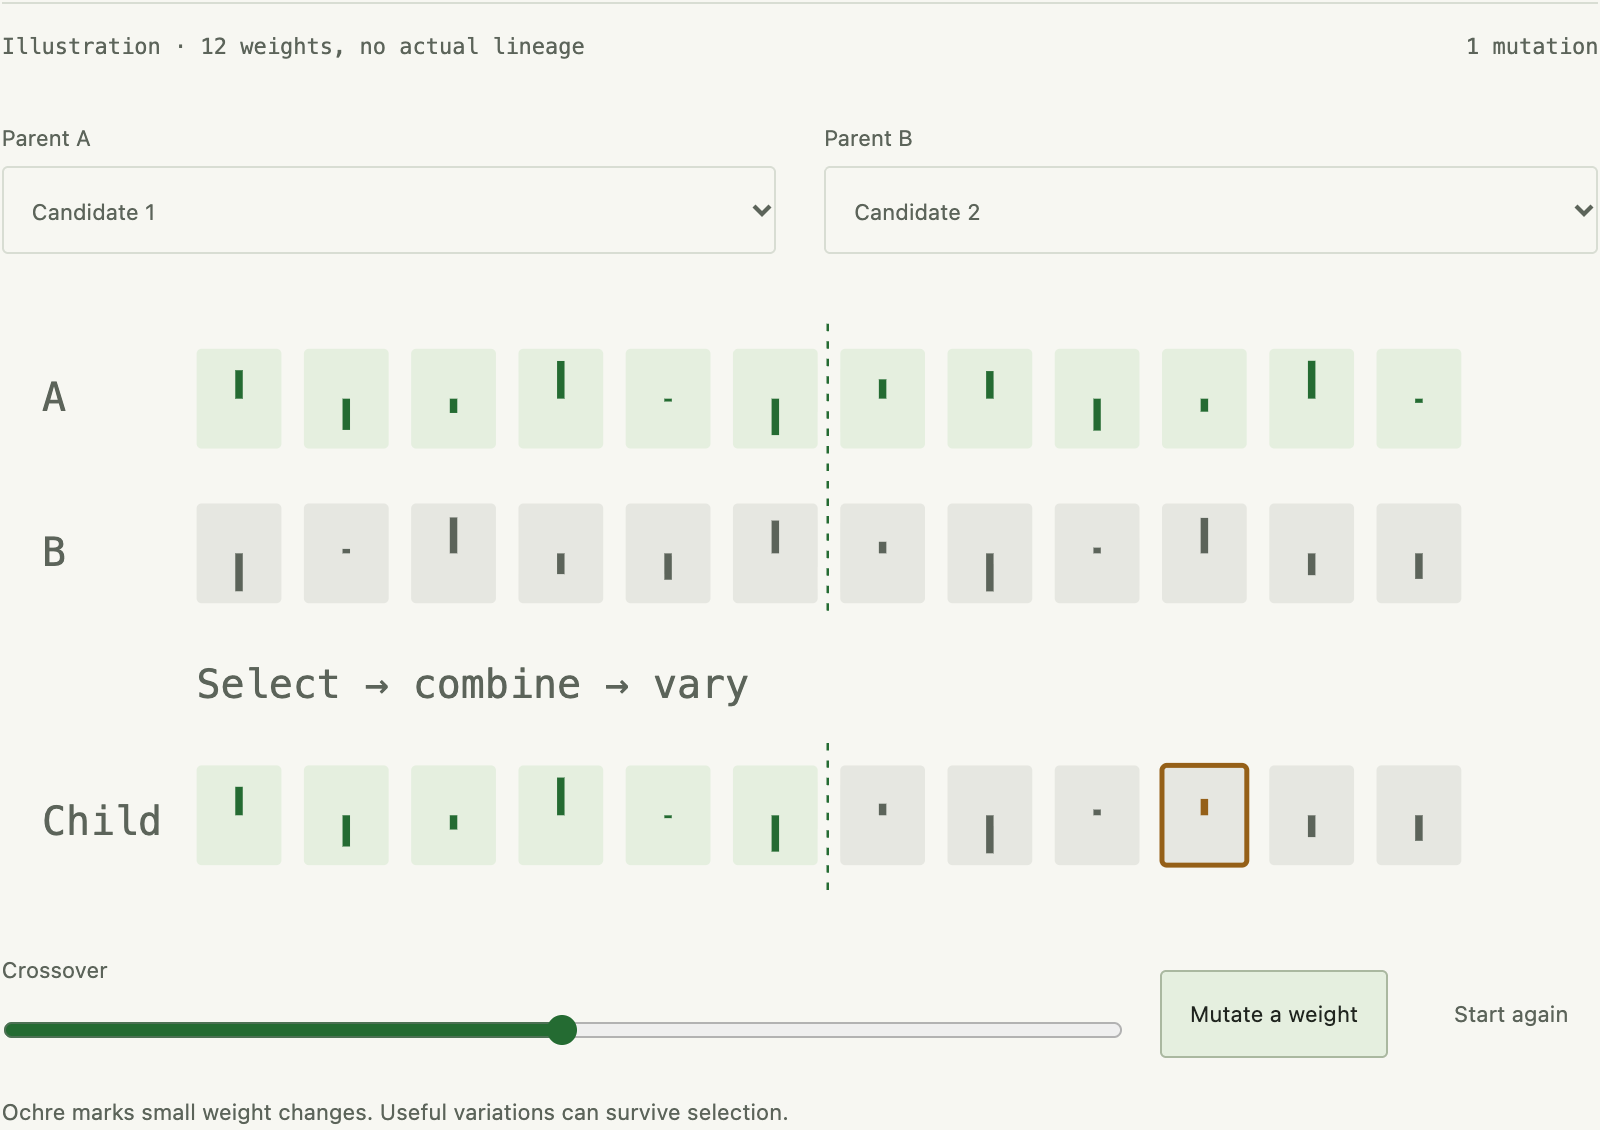 Illustration · 12 weights, no actual lineage
1 mutation
Parent A
Parent B
Candidate 1
Candidate 2
A
B
Select → combine → vary
Child
Crossover
Mutate a weight
Start again
Ochre marks small weight changes. Useful variations can survive selection.